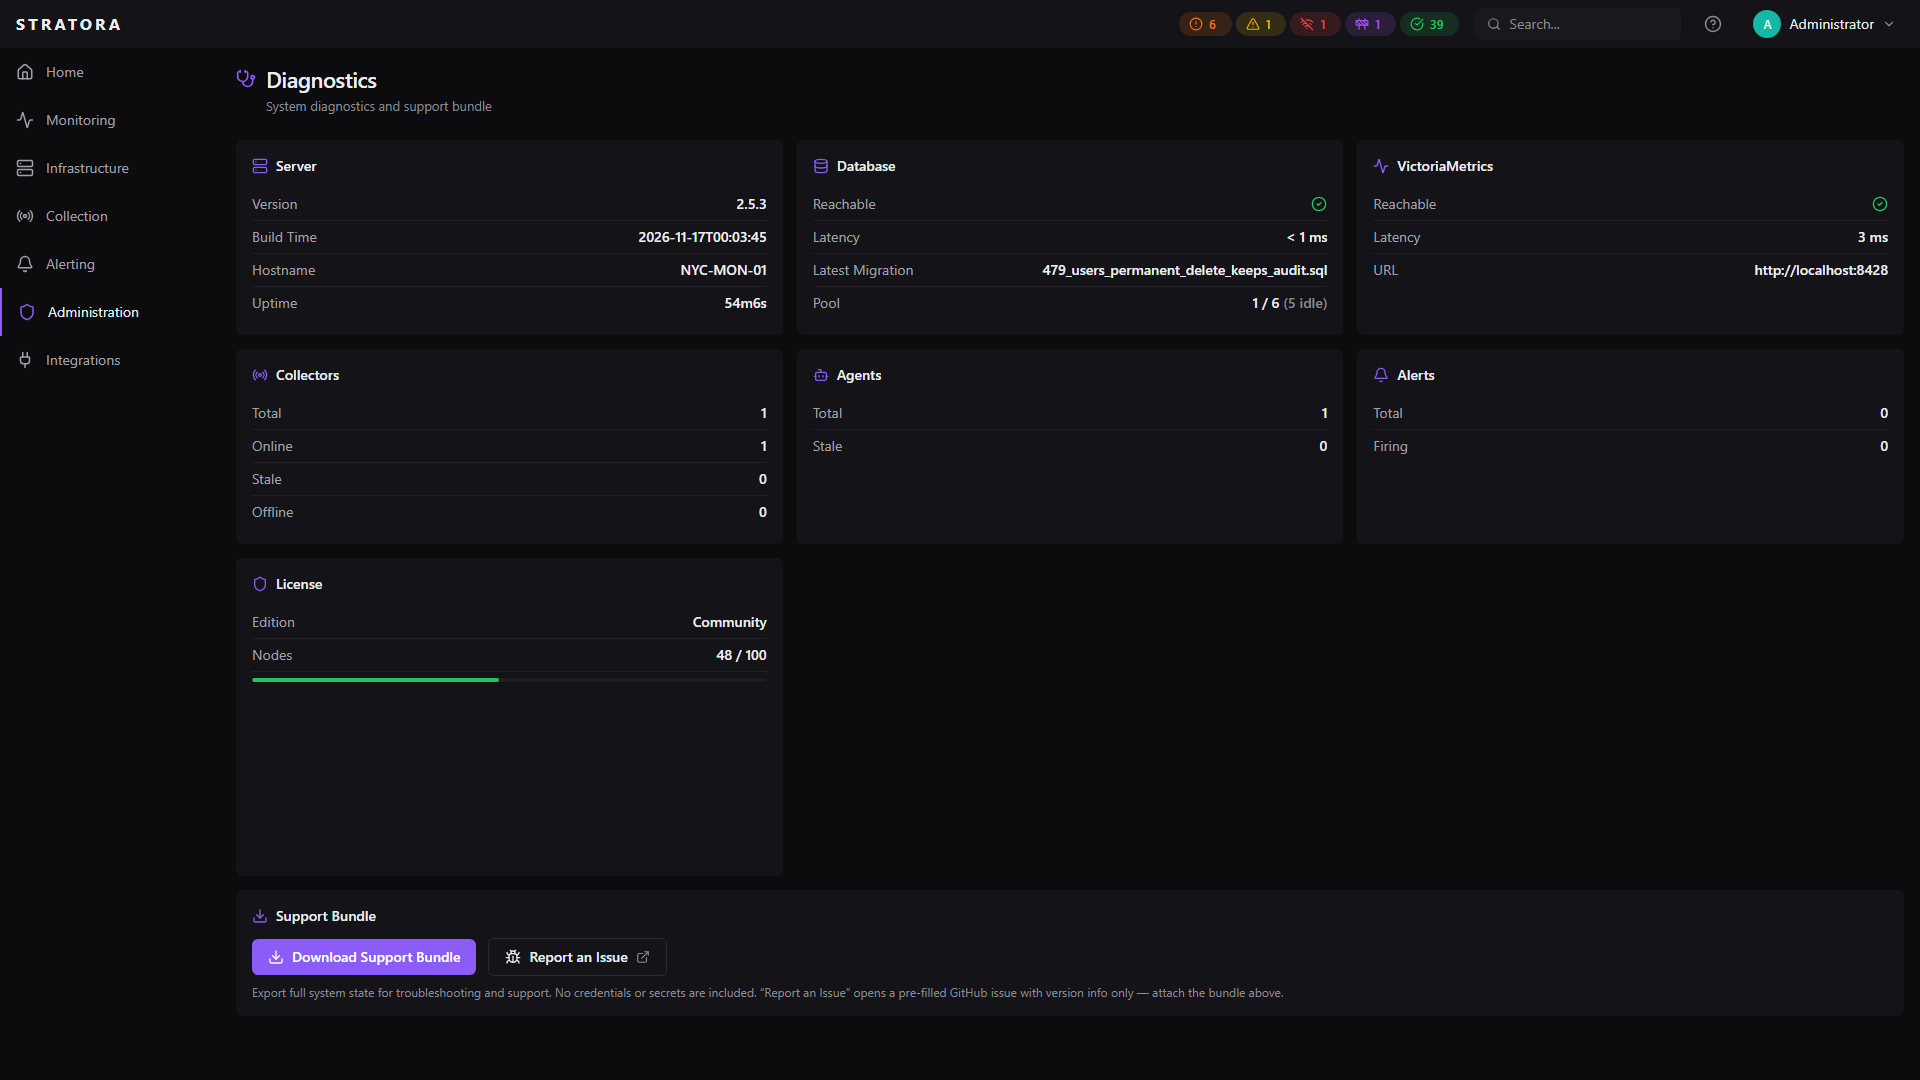 STRATORA
6
1
1
1
39
Search...
A
Administrator
Home
Monitoring
Infrastructure
Collection
Alerting
Administration
Integrations
Diagnostics
System diagnostics and support bundle
Server
Version 2.5.3
Build Time 2026-11-17T00:03:45
Hostname NYC-MON-01
Uptime 54m6s
Database
Reachable
Latency < 1 ms
Latest Migration 479_users_permanent_delete_keeps_audit.sql
Pool 1 / 6 (5 idle)
VictoriaMetrics
Reachable
Latency 3 ms
URL http://localhost:8428
Collectors
Total 1
Online 1
Stale 0
Offline 0
Agents
Total 1
Stale 0
Alerts
Total 0
Firing 0
License
Edition Community
Nodes 48 / 100
Support Bundle
Download Support Bundle
Report an Issue
Export full system state for troubleshooting and support. No credentials or secrets are included. “Report an Issue” opens a pre-filled GitHub issue with version info only — attach the bundle above.